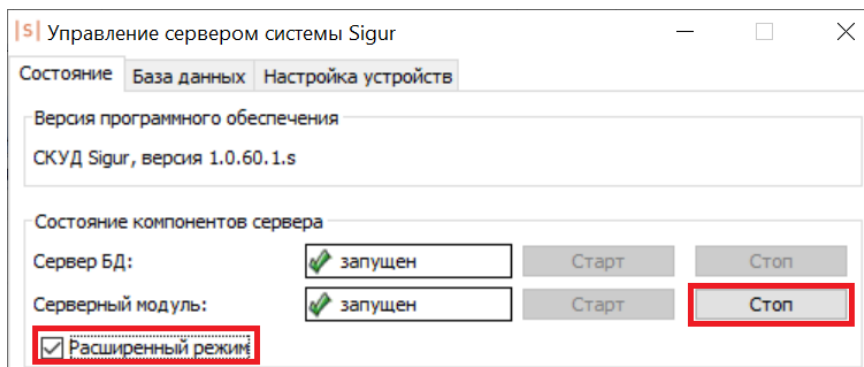 |S| Управление сервером системы Sigur
Состояние База данных Настройка устройств
Версия программного обеспечения
СКУД Sigur, версия 1.0.60.1.s
Состояние компонентов сервера
Сервер БД: запущен Старт Стоп
Серверный модуль: запущен Старт Стоп
Расширенный режим